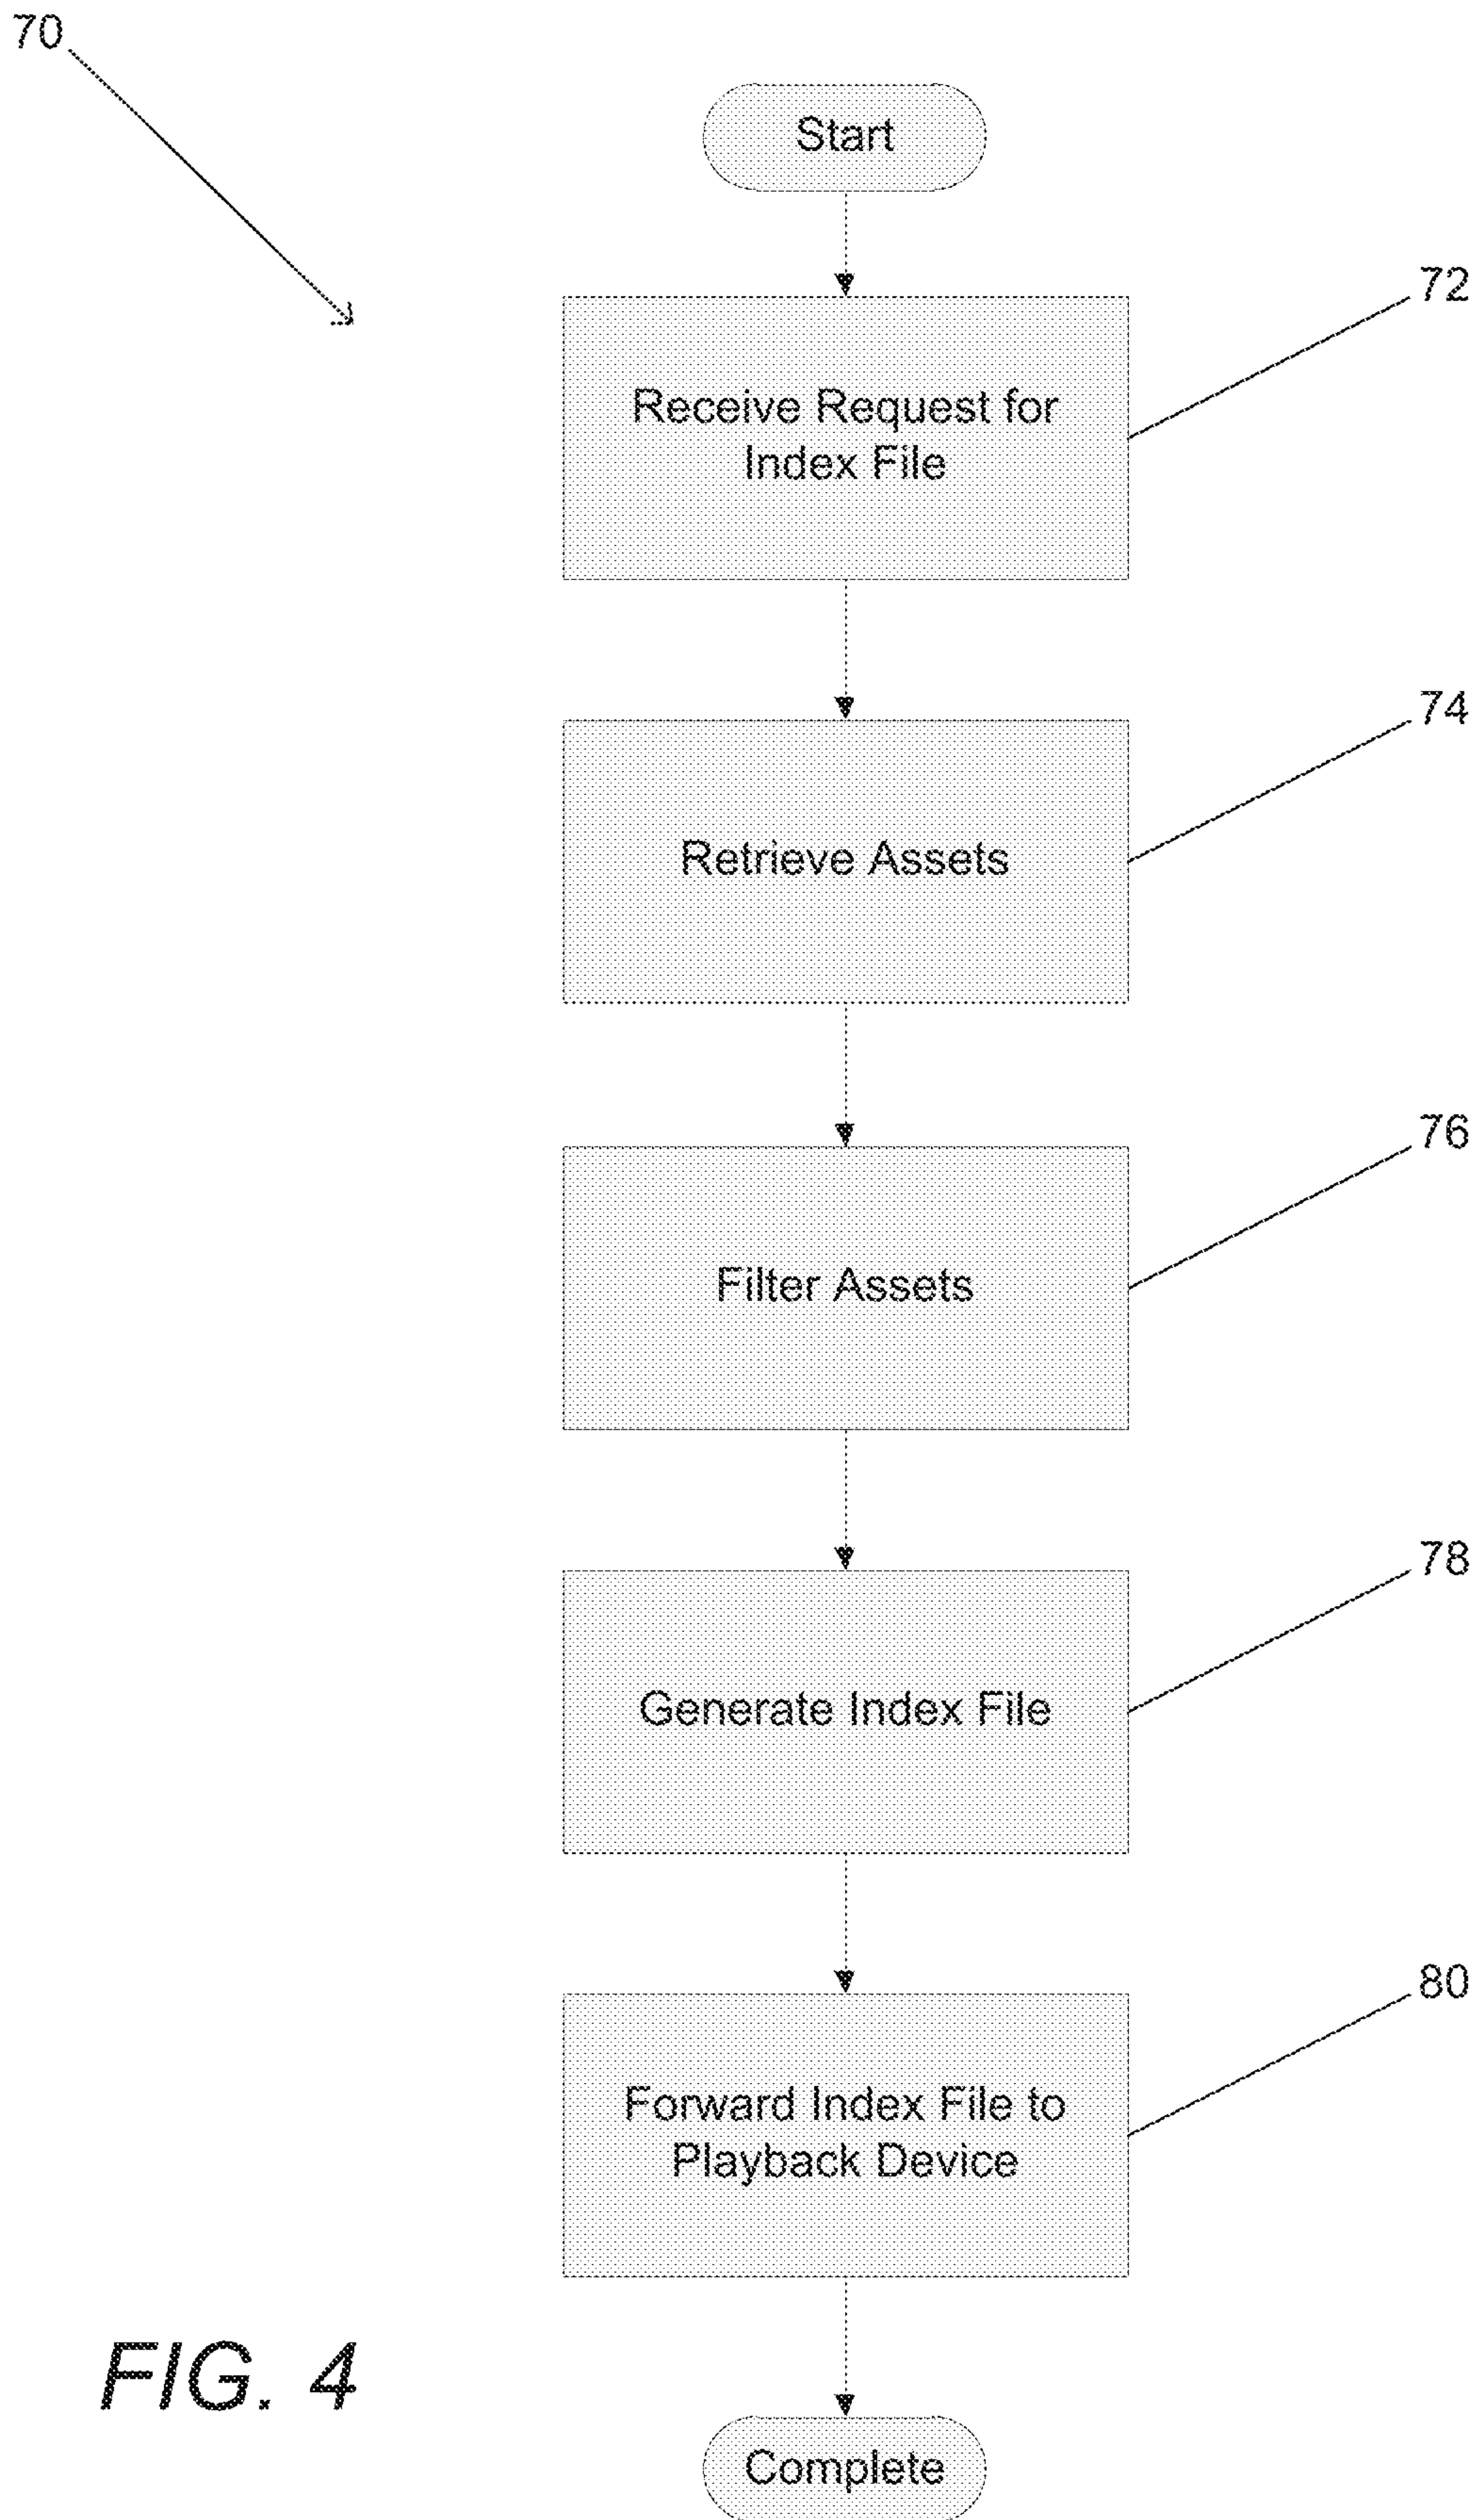 70
Start
72
Receive Request for
Index File
74
Retrieve Assets
76
Filter Assets
78
Generate Index File
80
Forward Index File to
Playback Device
FIG. 4
Complete